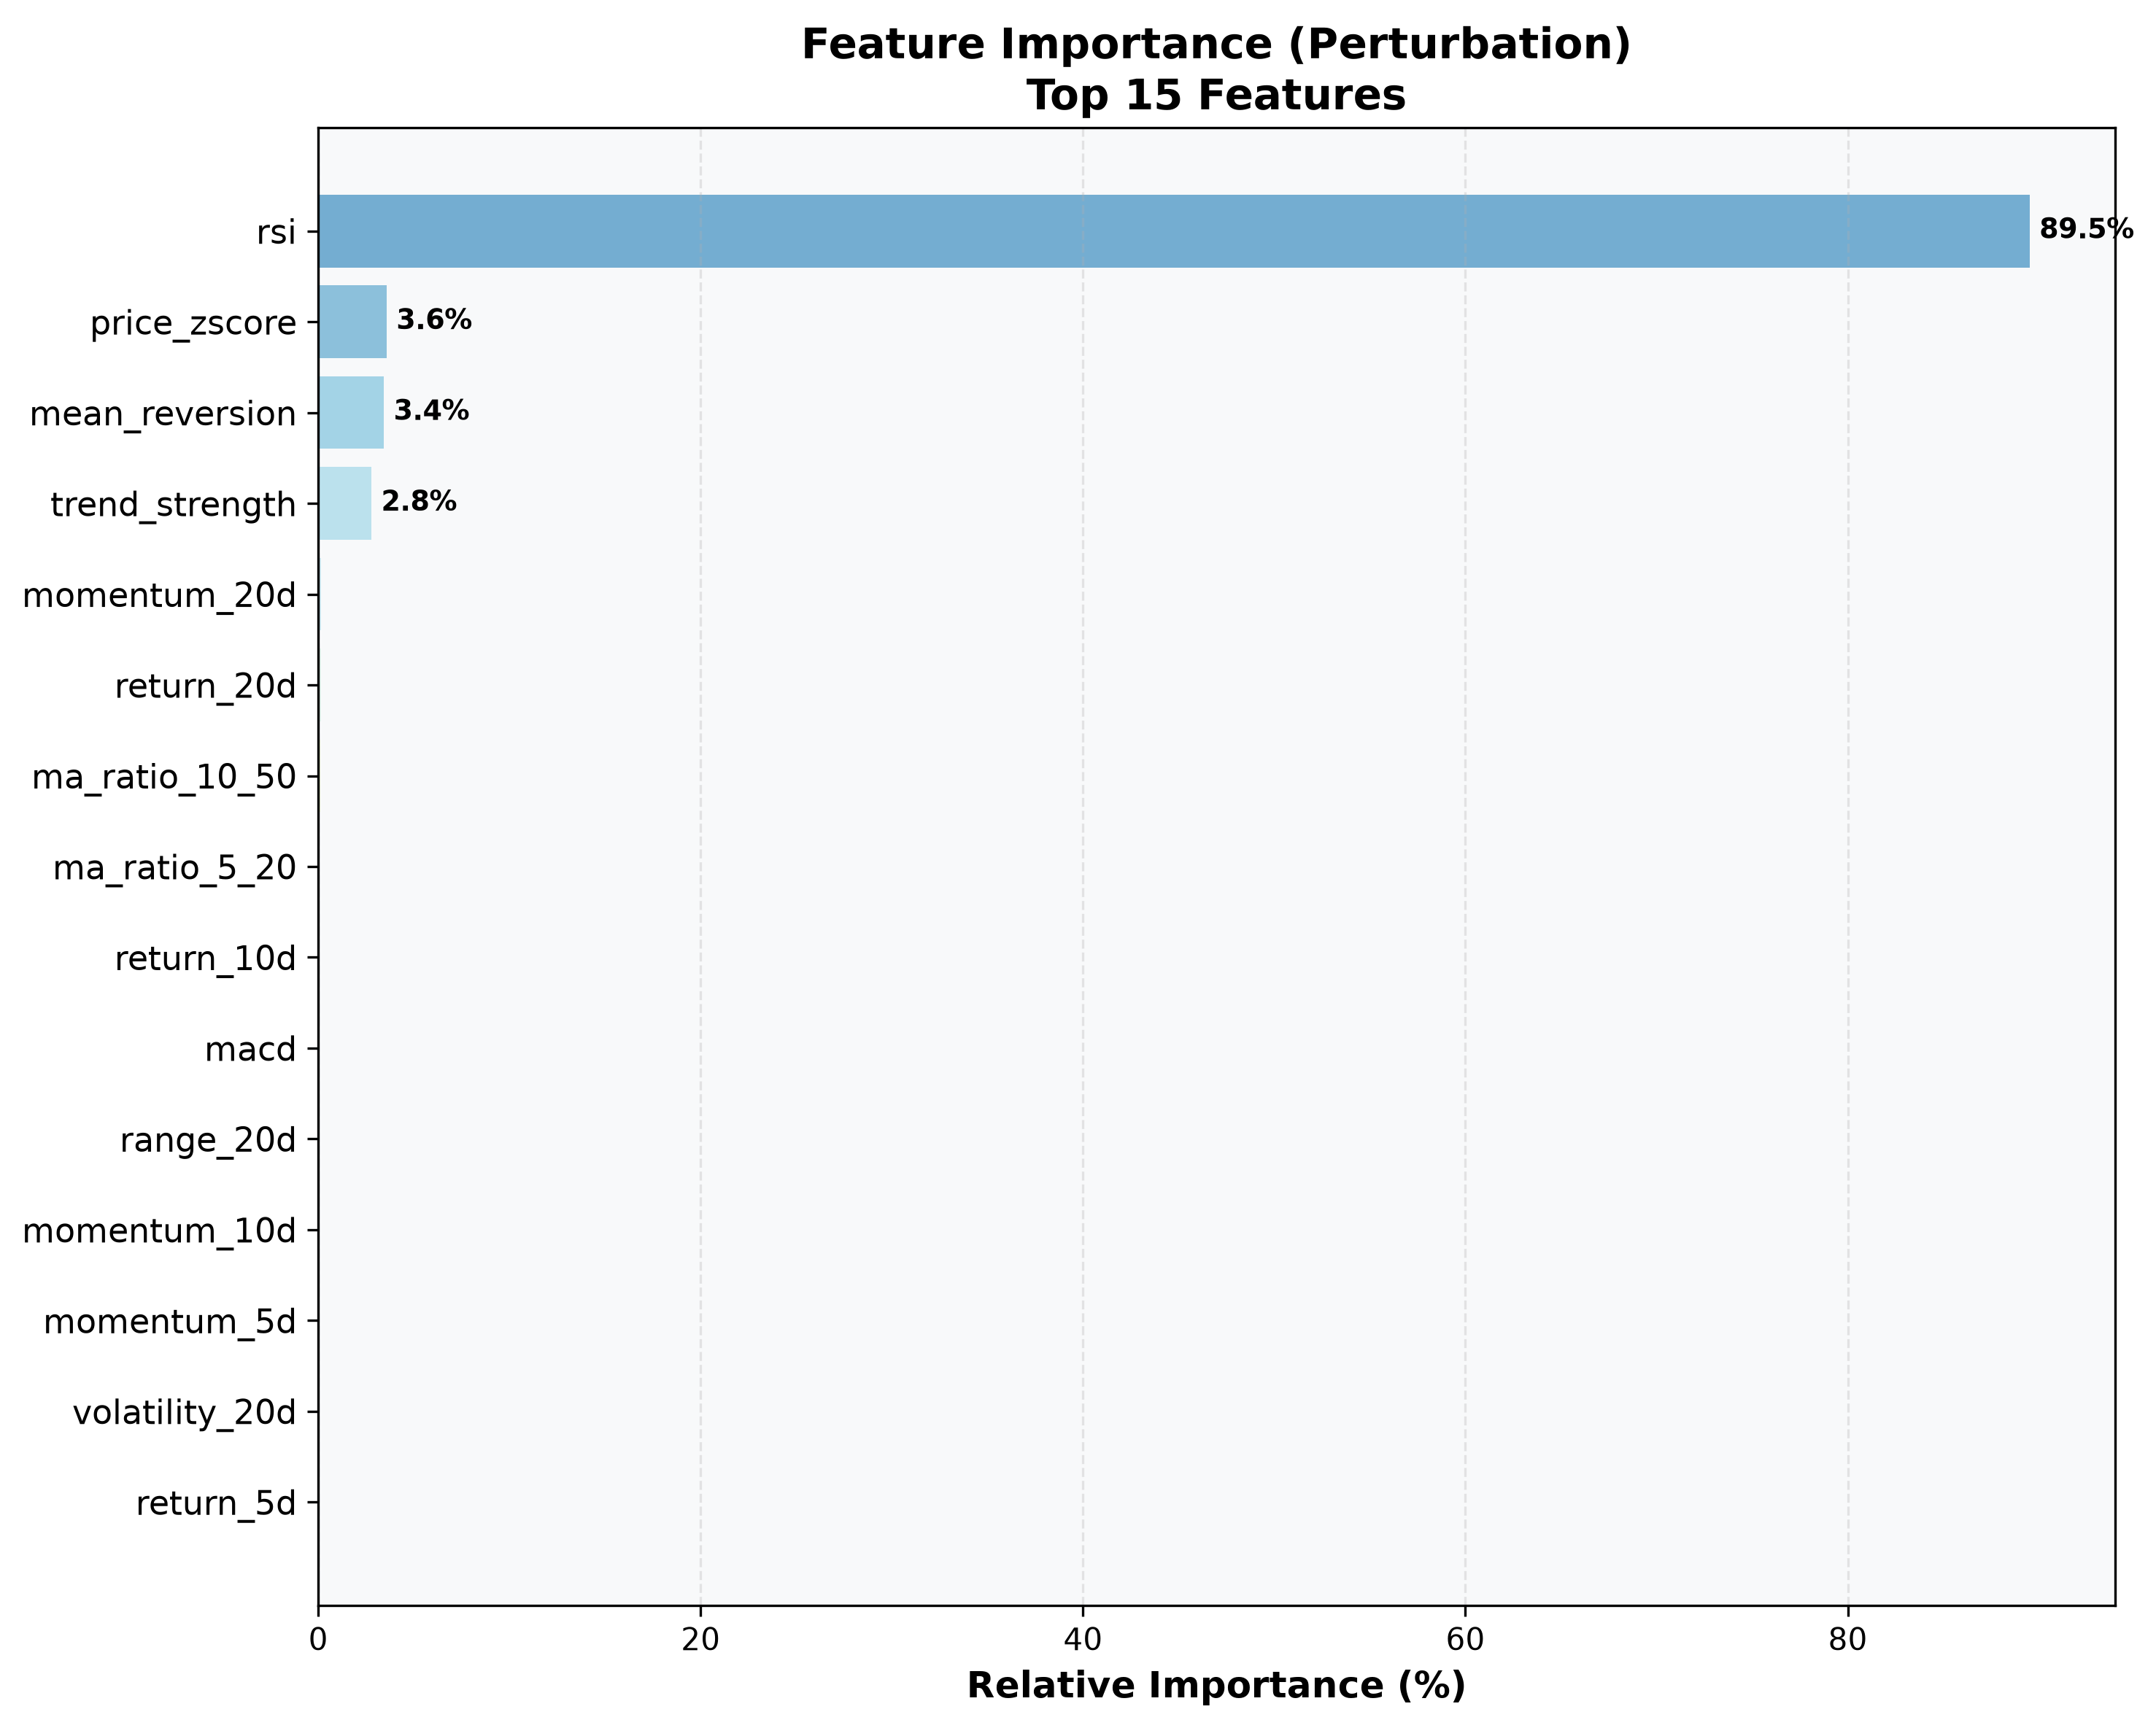 Feature Importance (Perturbation)
Top 15 Features
rsi
89.5%
price_zscore
3.6%
mean_reversion
3.4%
trend_strength
2.8%
momentum_20d
return_20d
ma_ratio_10_50
ma_ratio_5_20
return_10d
macd
range_20d
momentum_10d
momentum_5d
volatility_20d
return_5d
0 20 40 60 80
Relative Importance (%)